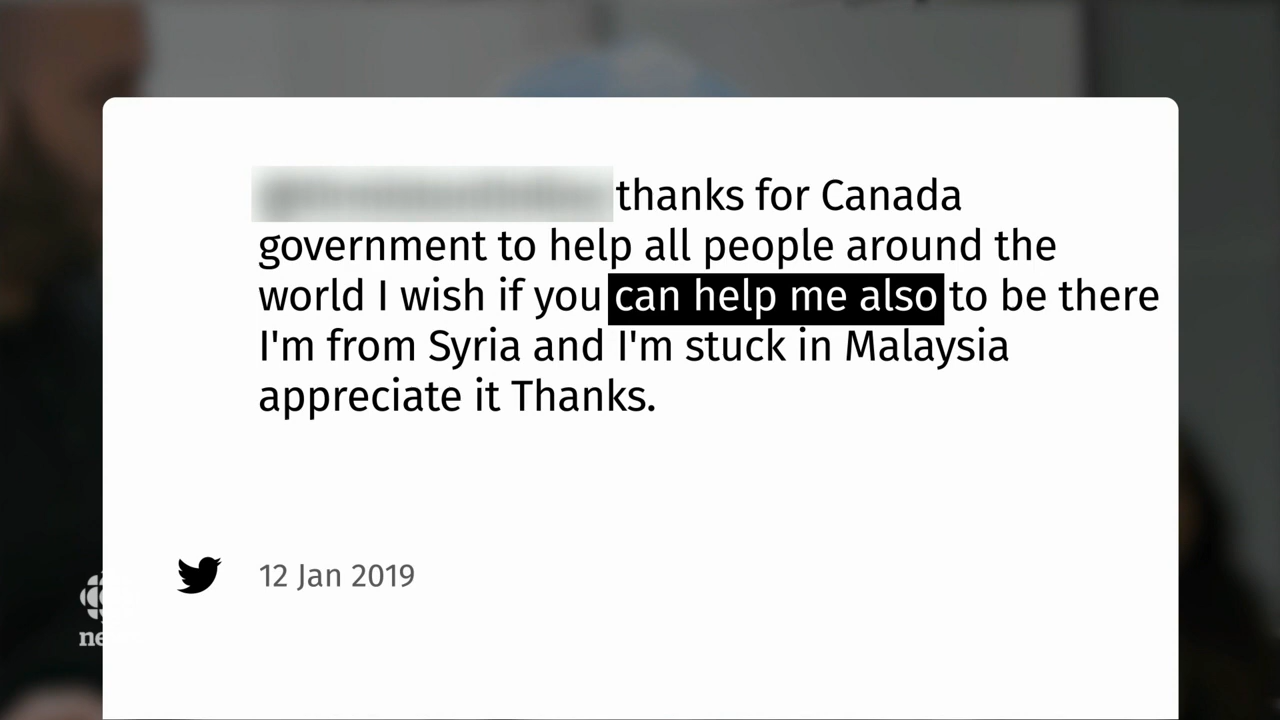 thanks for Canada
government to help all people around the
world I wish if you can help me also to be there
I'm from Syria and I'm stuck in Malaysia
appreciate it Thanks.
12 Jan 2019